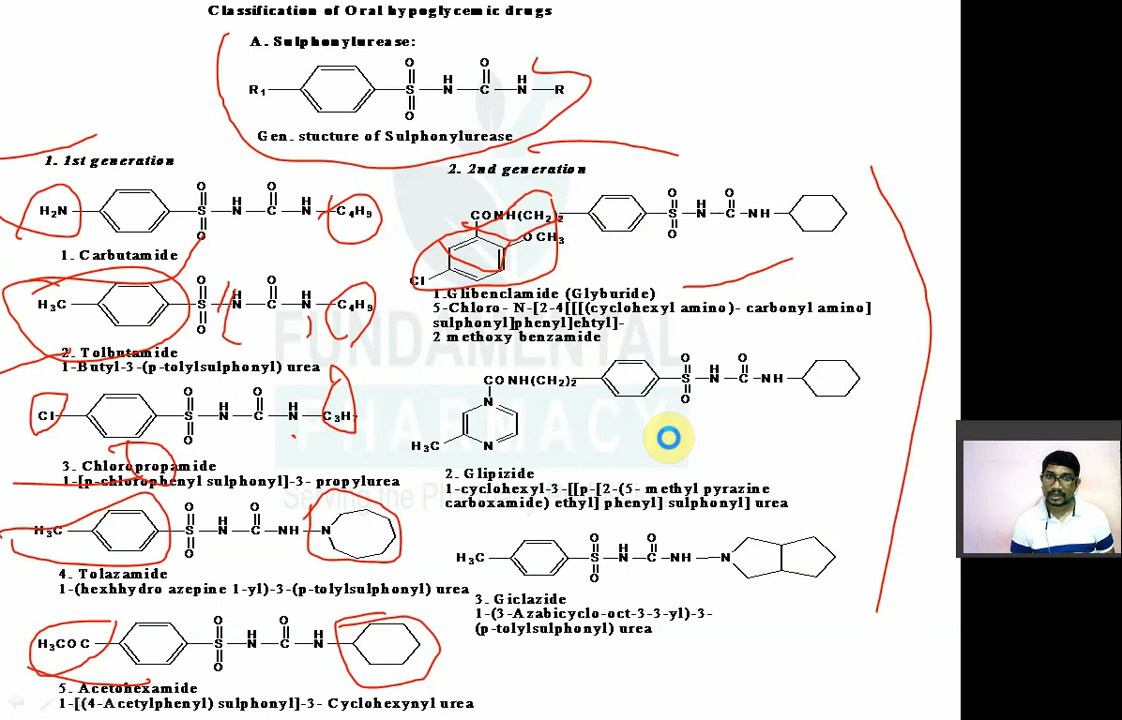 Classification of Oral hypoglycemic drugs
A. Sulphonylurease:
R1 O S O H N O C H N R
Gen. stucture of Sulphonylurease
1. 1st generation
H2N O S O H N O C H N C4H9
1. Carbutamide
H3C O S O H N O C H N C4H9
2. Tolbutamide
1-Butyl-3-(p-tolylsulphonyl) urea
Cl O S O H N O C H N C3H7
3. Chloropropamide
1-[p-chlorophenyl sulphonyl]-3- propylurea
H3C O S O H N O C NH N
4. Tolazamide
1-(hexhhydro azepine 1-yl)-3-(p-tolylsulphonyl) urea
H3COC O S O H N O C H N
5. Acetohexamide
1-[(4-Acetylphenyl) sulphonyl]-3- Cyclohexynyl urea
2. 2nd generation
CONH(CH2)2 O S O H N O C NH
OCH3
Cl
1.Glibenclamide (Glyburide)
5-Chloro- N-[2-4[[[(cyclohexyl amino)- carbonyl amino]
sulphonyl]phenyl]ehtyl]-
2 methoxy benzamide
CONH(CH2)2 O S O H N O C NH
N
H3C N
2. Glipizide
1-cyclohexyl-3-[[p-[2-(5- methyl pyrazine
carboxamide) ethyl] phenyl] sulphonyl] urea
H3C O S O H N O C NH N
3. Giclazide
1-(3-Azabicyclo-oct-3-3-yl)-3-
(p-tolylsulphonyl) urea
FUNDAMENTAL
PHARMACY